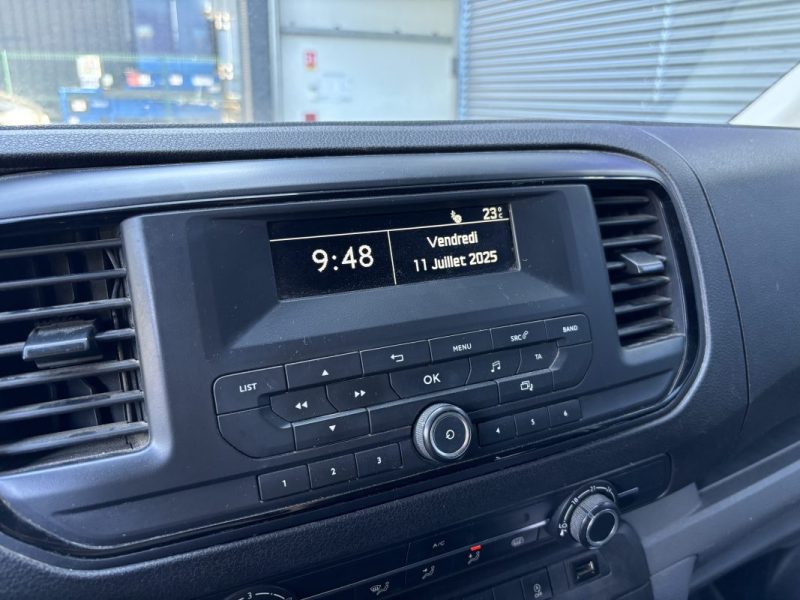 23°C
9:48
Vendredi
11 Juillet 2025
LIST
MENU
SRC
BAND
TA
OK
1
2
3
4
5
6
A/C